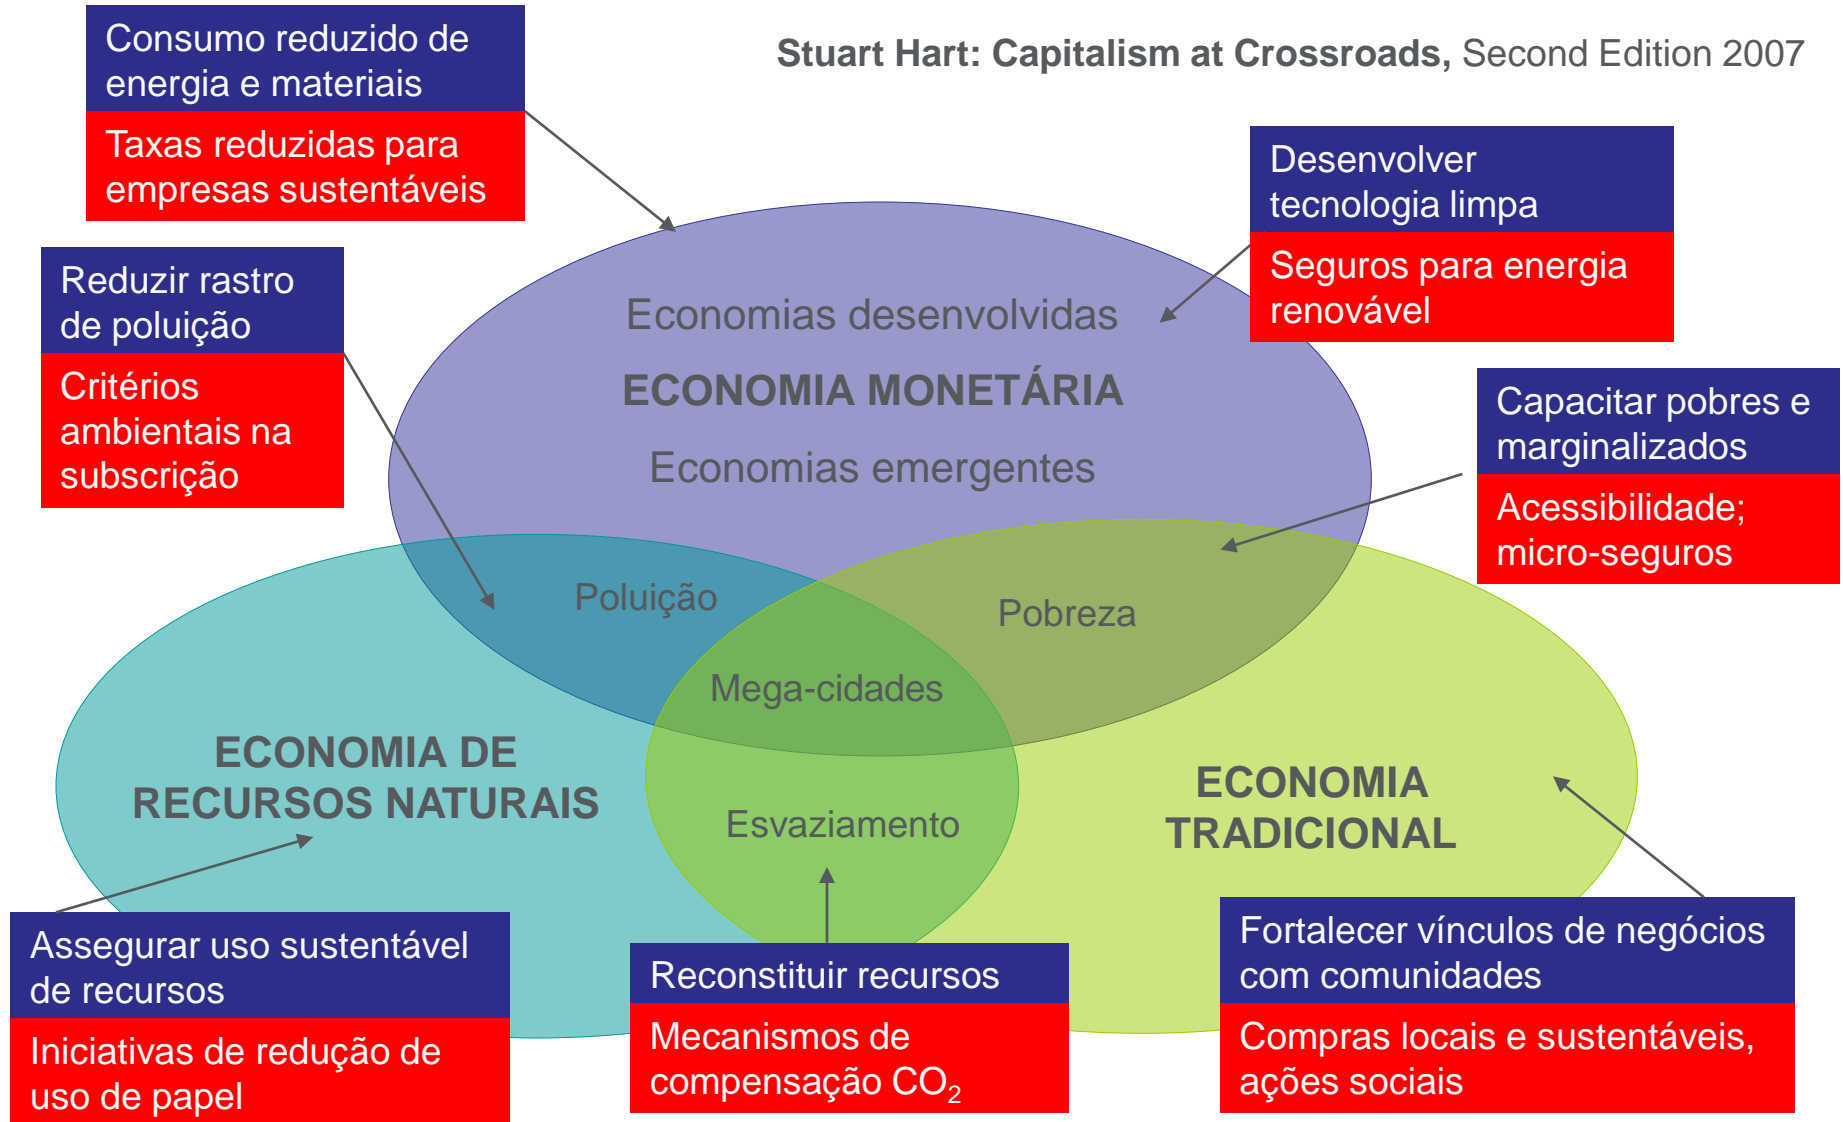 Consumo reduzido de
energia e materiais
Taxas reduzidas para
empresas sustentáveis
Stuart Hart: Capitalism at Crossroads, Second Edition 2007
Desenvolver
tecnologia limpa
Seguros para energia
renovável
Reduzir rastro
de poluição
Critérios
ambientais na
subscrição
Economias desenvolvidas
ECONOMIA MONETÁRIA
Economias emergentes
Capacitar pobres e
marginalizados
Acessibilidade;
micro-seguros
Poluição
Pobreza
Mega-cidades
ECONOMIA DE
RECURSOS NATURAIS
Esvaziamento
ECONOMIA
TRADICIONAL
Assegurar uso sustentável
de recursos
Iniciativas de redução de
uso de papel
Reconstituir recursos
Mecanismos de
compensação CO₂
Fortalecer vínculos de negócios
com comunidades
Compras locais e sustentáveis,
ações sociais